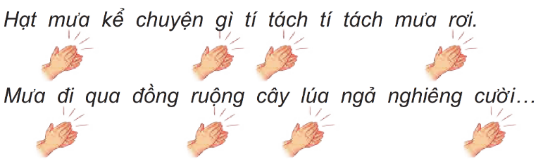 Hạt mưa kể chuyện gì tí tách tí tách mưa rơi.
Mưa đi qua đồng ruộng cây lúa ngả nghiêng cười...